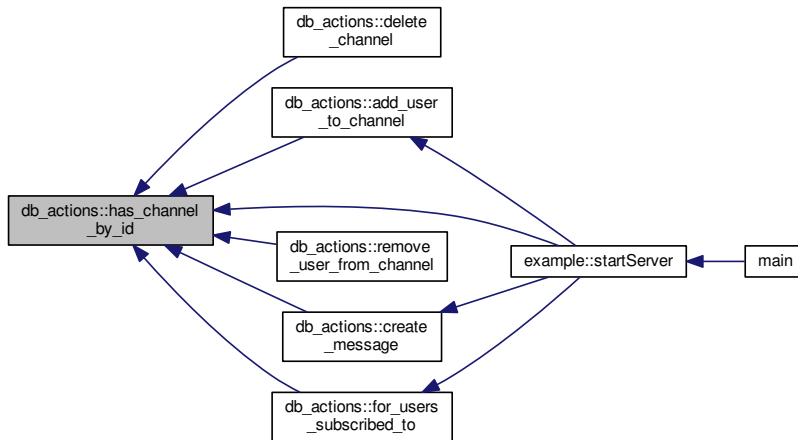 db_actions::delete
_channel
db_actions::add_user
_to_channel
db_actions::has_channel
_by_id
db_actions::remove
_user_from_channel
example::startServer
main
db_actions::create
_message
db_actions::for_users
_subscribed_to